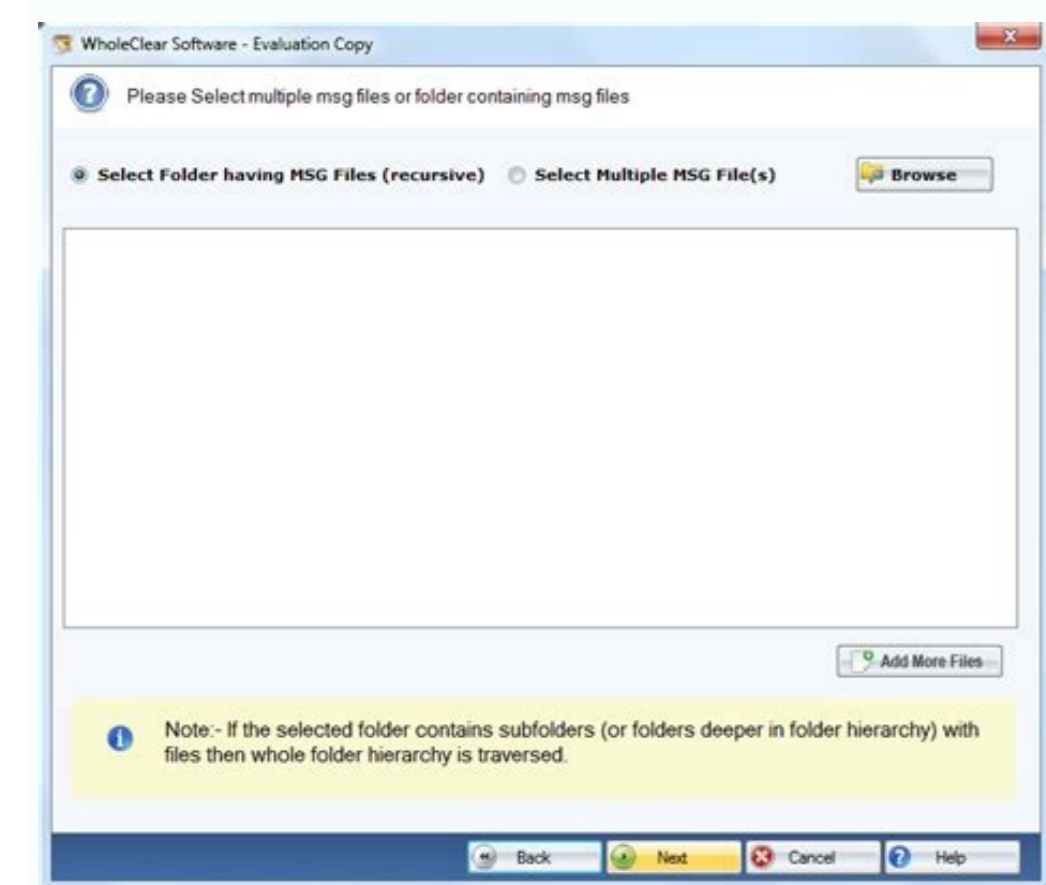 WholeClear Software - Evaluation Copy
Please Select multiple msg files or folder containing msg files
Select Folder having MSG Files (recursive) Select Multiple MSG File(s) Browse
Add More Files
Note:- If the selected folder contains subfolders (or folders deeper in folder hierarchy) with
files then whole folder hierarchy is traversed.
Back Next Cancel Help